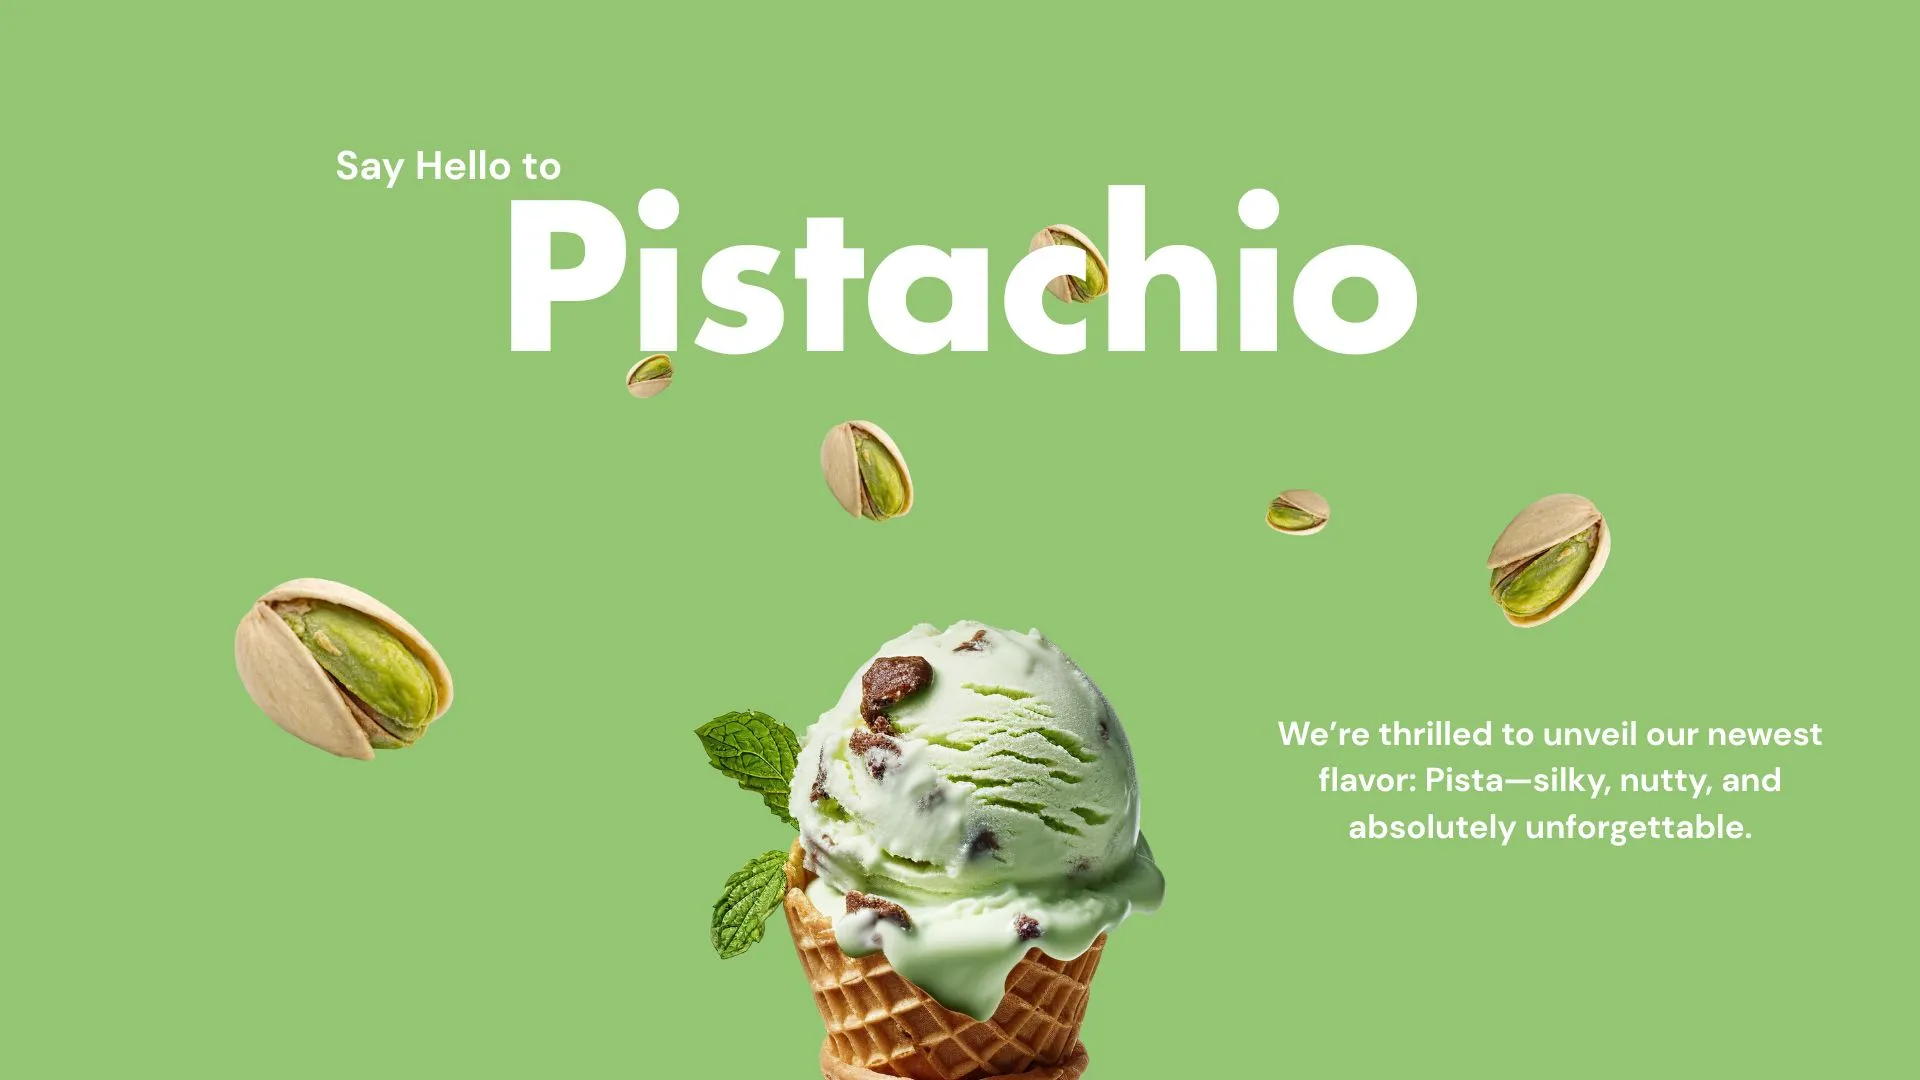 Say Hello to
Pistachio
We’re thrilled to unveil our newest
flavor: Pista—silky, nutty, and
absolutely unforgettable.